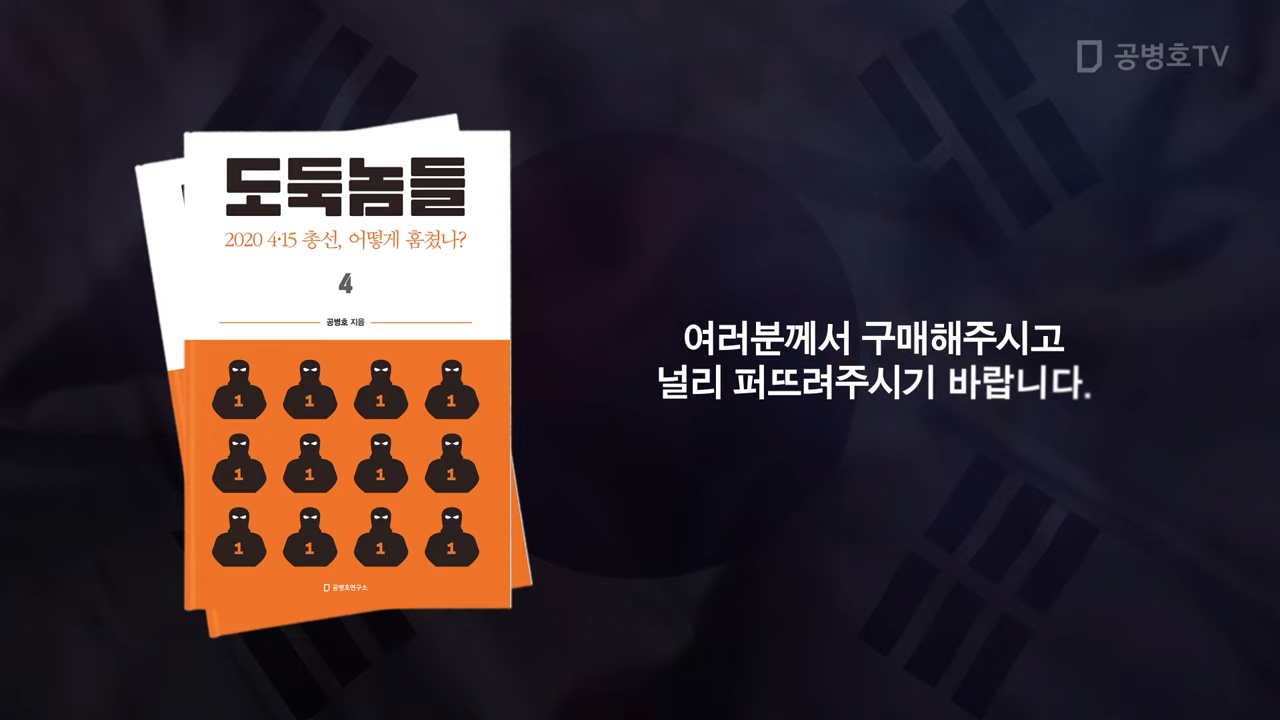 공병호TV
도둑놈들
2020 4·15 총선, 어떻게 훔쳤나?
4
공병호 지음
1 1 1 1
1 1 1 1
1 1 1 1
공병호연구소
여러분께서 구매해주시고
널리 퍼뜨려주시기 바랍니다.